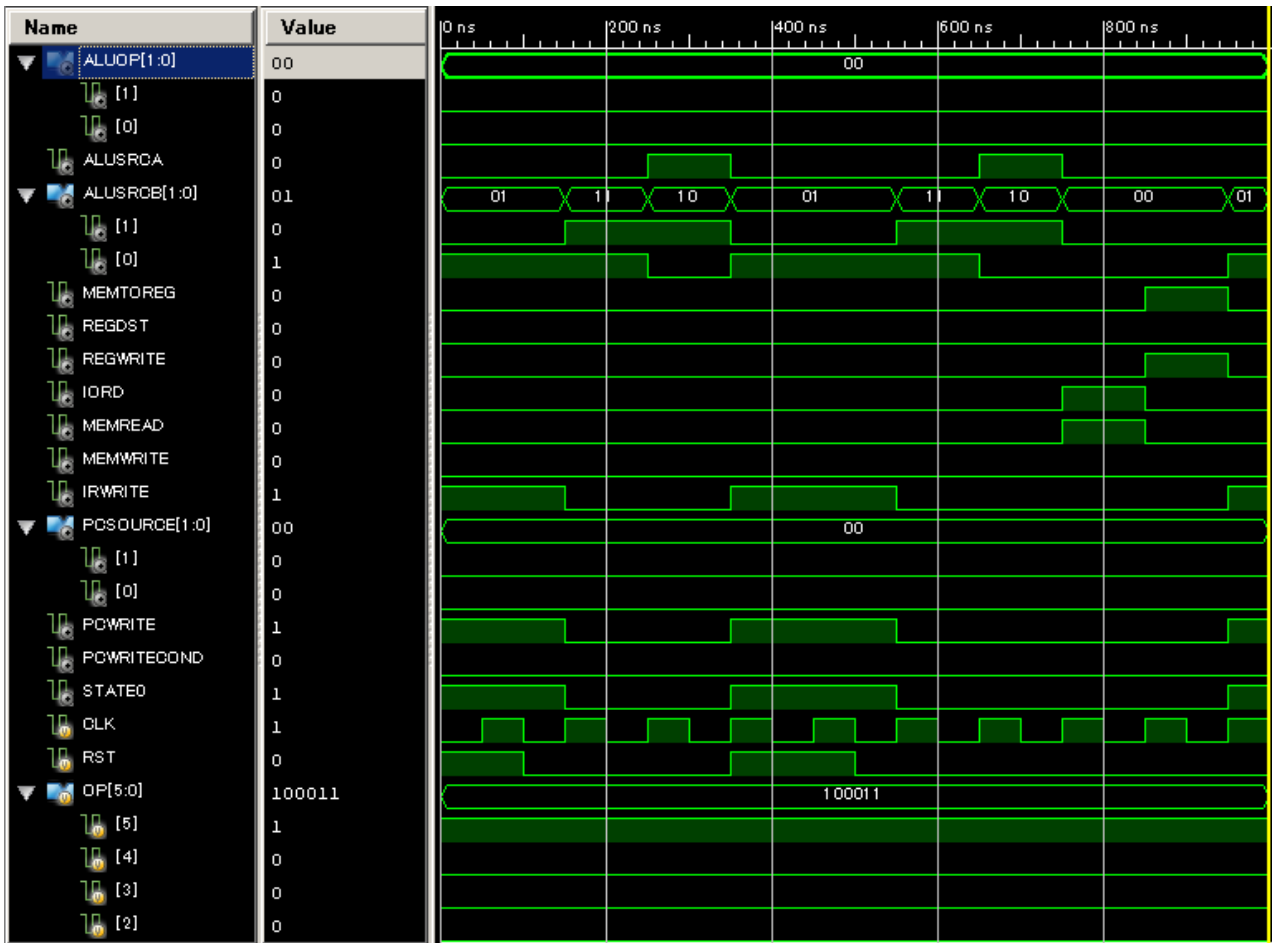 Name Value 0 ns 200 ns 400 ns 600 ns 800 ns
ALUOP[1:0] 00 00
[1] 0
[0] 0
ALUSRCA 0
ALUSRCB[1:0] 01 01 11 10 01 11 10 00 01
[1] 0
[0] 1
MEMTOREG 0
REGDST 0
REGWRITE 0
IORD 0
MEMREAD 0
MEMWRITE 0
IRWRITE 1
PCSOURCE[1:0] 00 00
[1] 0
[0] 0
PCWRITE 1
PCWRITECOND 0
STATE0 1
CLK 1
RST 0
OP[5:0] 100011 100011
[5] 1
[4] 0
[3] 0
[2] 0